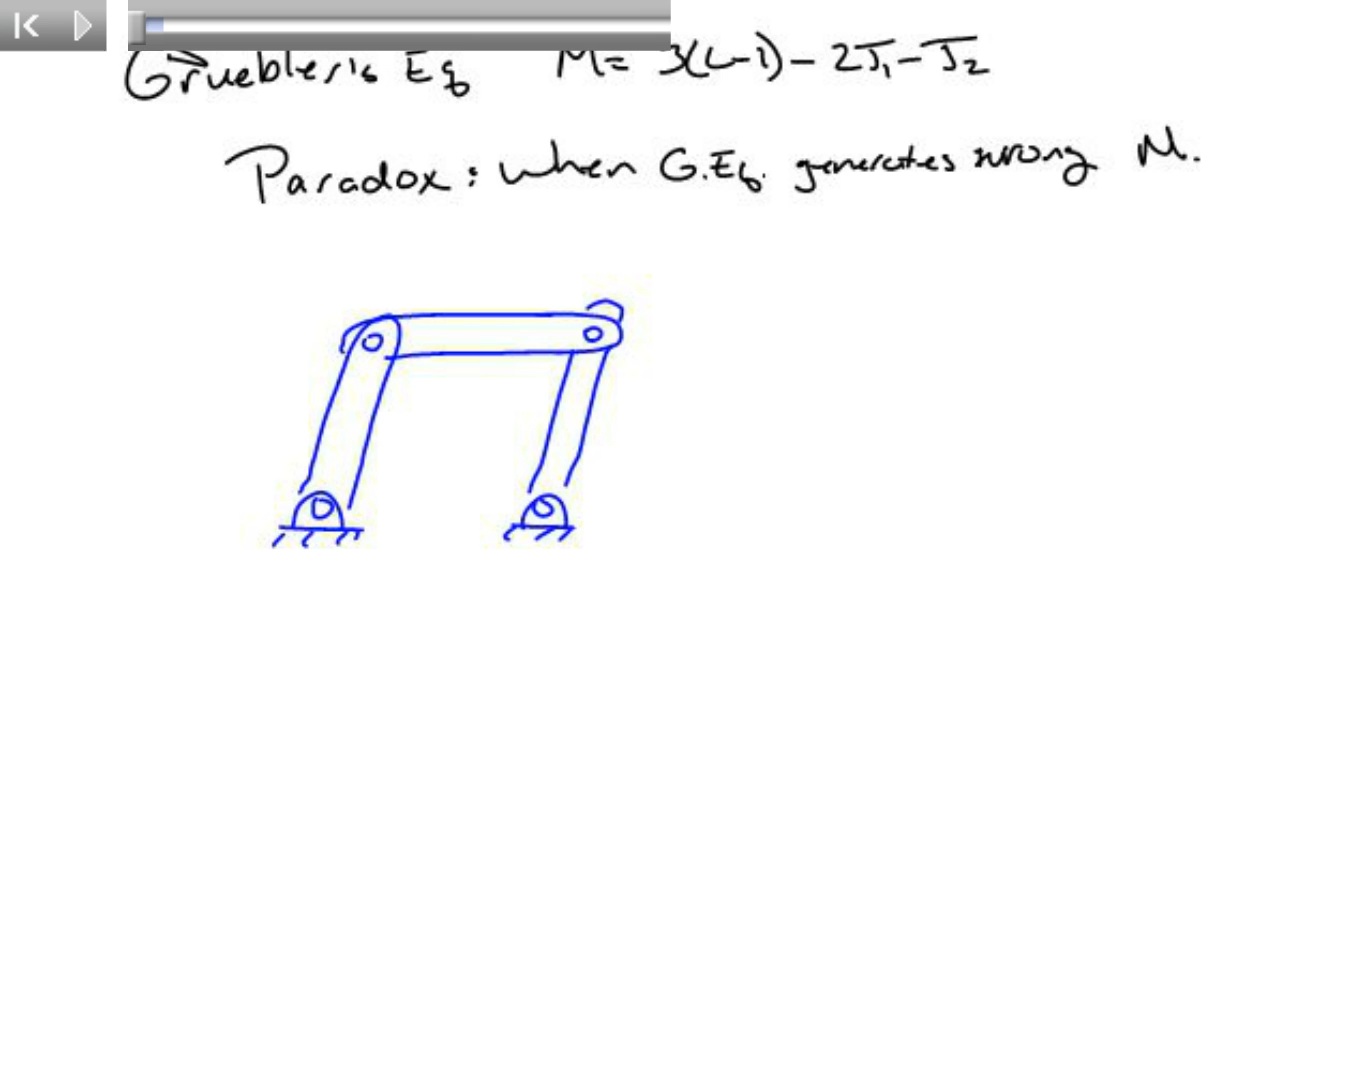 Gruebler's Eq M= 3(L-1)- 2J₁- J₂
Paradox: when G.Eq. generates wrong M.